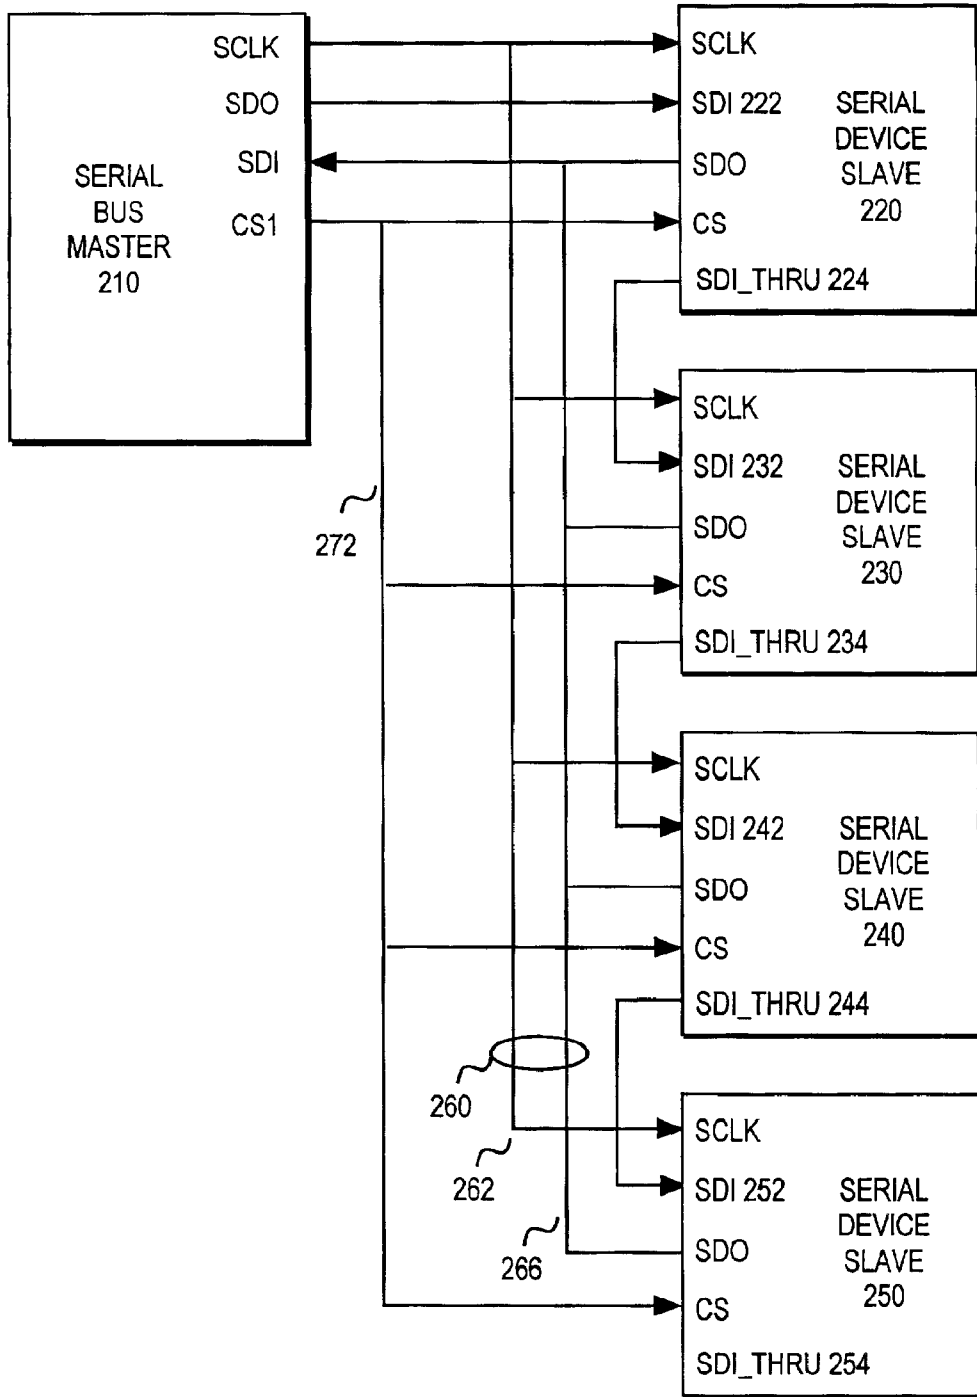 SCLK
SDO
SDI
CS1
SERIAL
BUS
MASTER
210
SCLK
SDI 222
SDO
CS
SDI_THRU 224
SERIAL
DEVICE
SLAVE
220
SCLK
SDI 232
SDO
CS
SDI_THRU 234
SERIAL
DEVICE
SLAVE
230
272
SCLK
SDI 242
SDO
CS
SDI_THRU 244
SERIAL
DEVICE
SLAVE
240
260
262
266
SCLK
SDI 252
SDO
CS
SDI_THRU 254
SERIAL
DEVICE
SLAVE
250